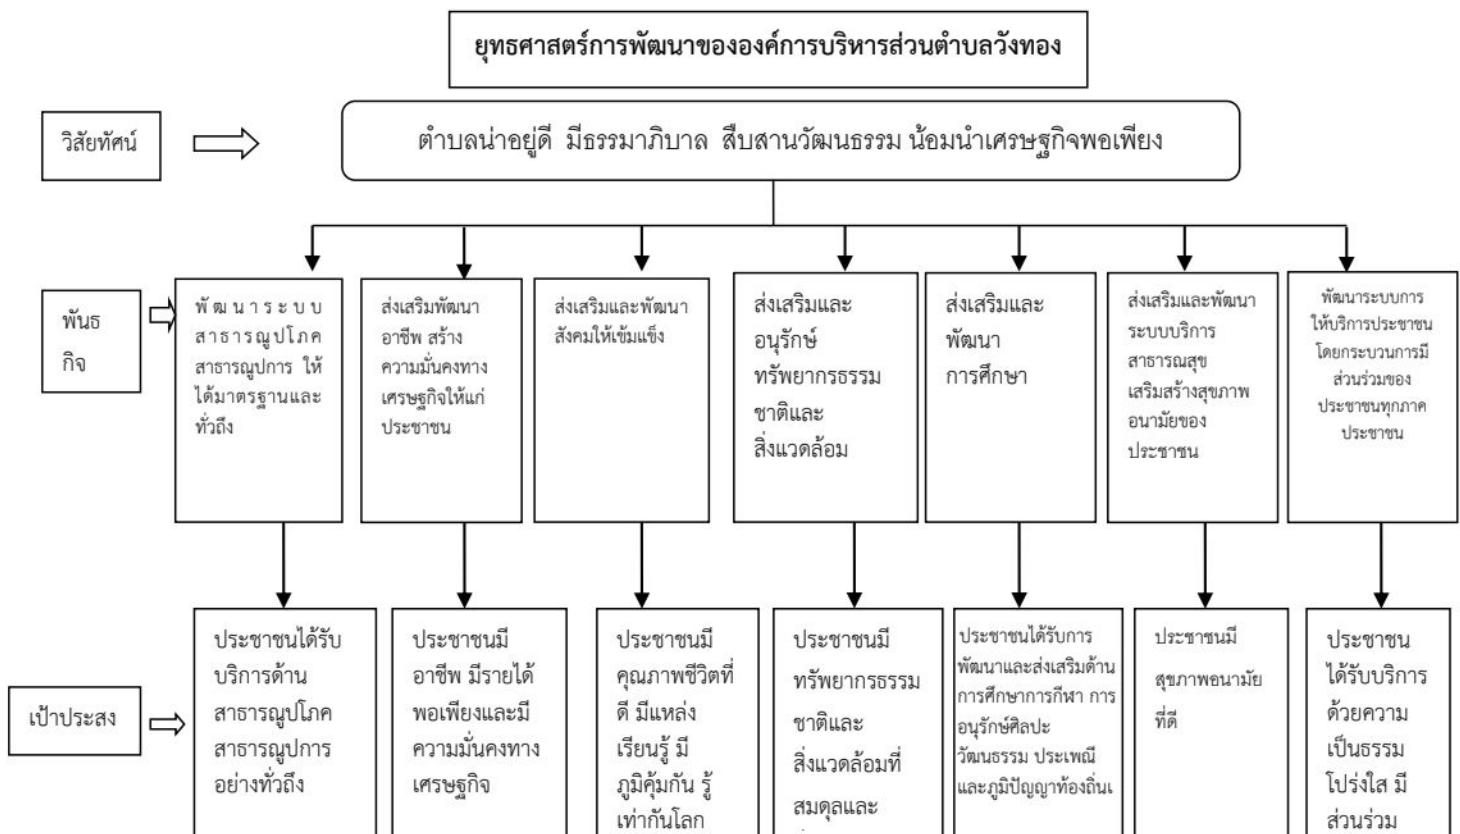 ยุทธศาสตร์การพัฒนาขององค์การบริหารส่วนตำบลวังทอง
วิสัยทัศน์
ตำบลน่าอยู่ดี มีธรรมาภิบาล สืบสานวัฒนธรรม น้อมนำเศรษฐกิจพอเพียง
พันธ
กิจ
พัฒนาระบบ
สาธารณูปโภค
สาธารณูปการ ให้
ได้มาตรฐานและ
ทั่วถึง
ส่งเสริมพัฒนา
อาชีพ สร้าง
ความมั่นคงทาง
เศรษฐกิจให้แก่
ประชาชน
ส่งเสริมและพัฒนา
สังคมให้เข้มแข็ง
ส่งเสริมและ
อนุรักษ์
ทรัพยากรธรรม
ชาติและ
สิ่งแวดล้อม
ส่งเสริมและ
พัฒนา
การศึกษา
ส่งเสริมและพัฒนา
ระบบบริการ
สาธารณสุข
เสริมสร้างสุขภาพ
อนามัยของ
ประชาชน
พัฒนาระบบการ
ให้บริการประชาชน
โดยกระบวนการมี
ส่วนร่วมของ
ประชาชนทุกภาค
ประชาชน
เป้าประสง
ประชาชนได้รับ
บริการด้าน
สาธารณูปโภค
สาธารณูปการ
อย่างทั่วถึง
ประชาชนมี
อาชีพ มีรายได้
พอเพียงและมี
ความมั่นคงทาง
เศรษฐกิจ
ประชาชนมี
คุณภาพชีวิตที่
ดี มีแหล่ง
เรียนรู้ มี
ภูมิคุ้มกัน รู้
เท่ากันโลก
ประชาชนมี
ทรัพยากรธรรม
ชาติและ
สิ่งแวดล้อมที่
สมดุลและ
ประชาชนได้รับการ
พัฒนาและส่งเสริมด้าน
การศึกษาการกีฬา การ
อนุรักษ์ศิลปะ
วัฒนธรรม ประเพณี
และภูมิปัญญาท้องถิ่นเ
ประชาชนมี
สุขภาพอนามัย
ที่ดี
ประชาชน
ได้รับบริการ
ด้วยความ
เป็นธรรม
โปร่งใส มี
ส่วนร่วม